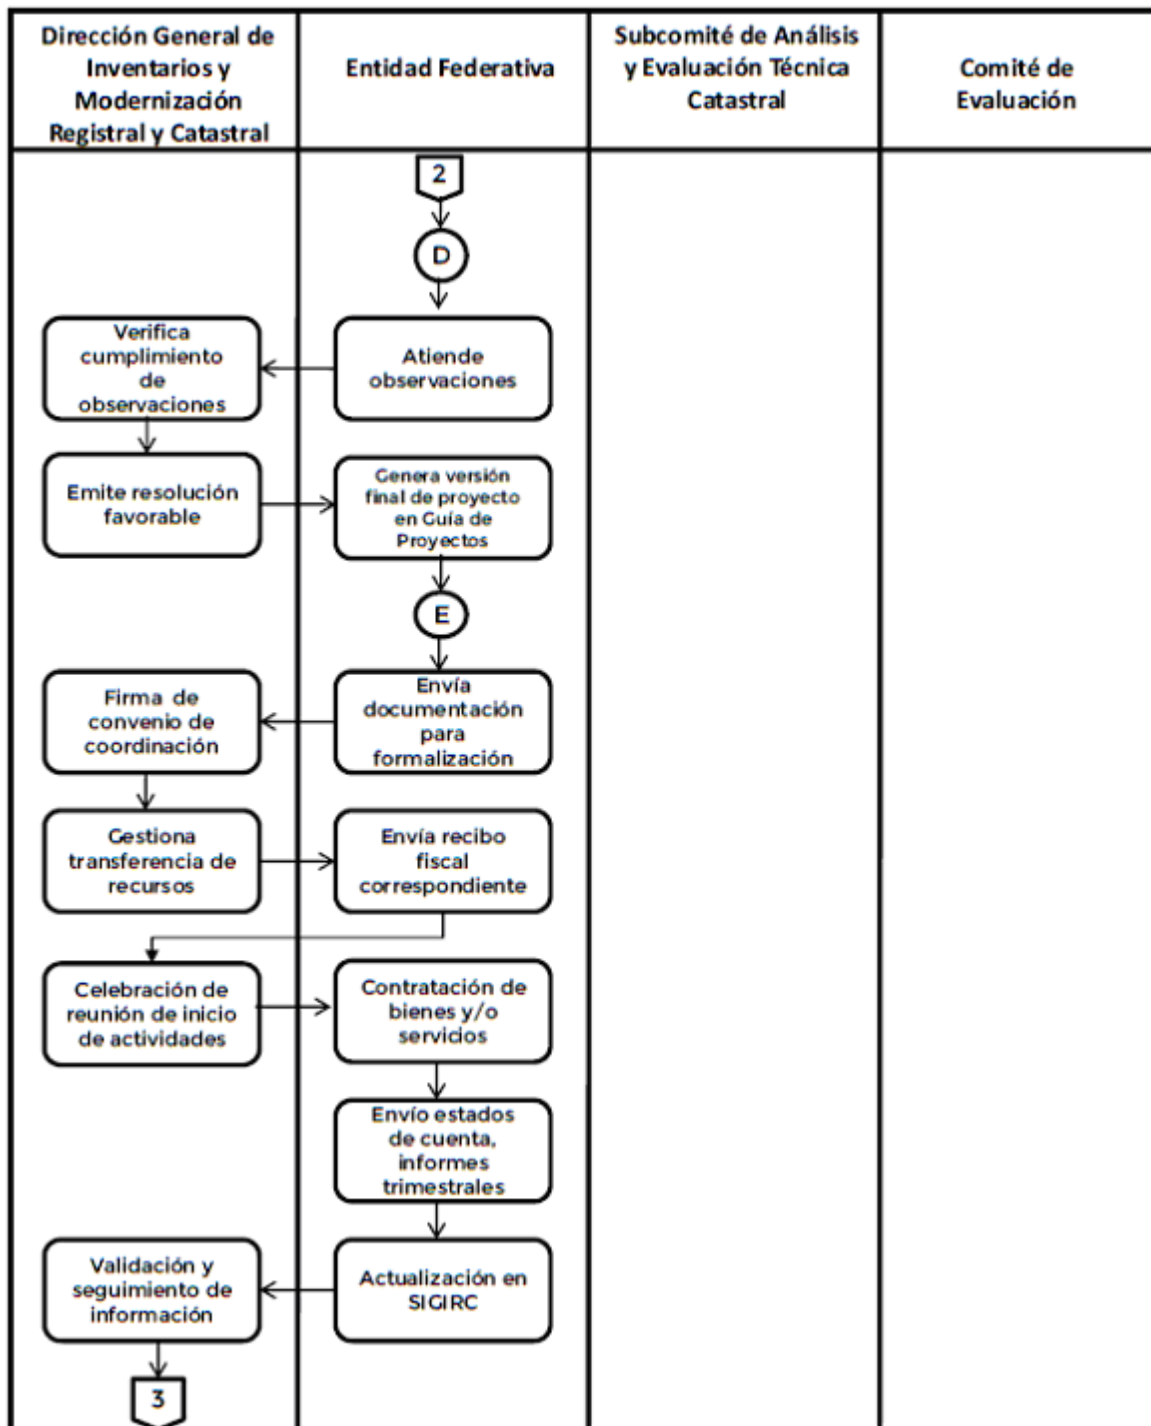 Dirección General de
Inventarios y
Modernización
Registral y Catastral
Entidad Federativa
Subcomité de Análisis
y Evaluación Técnica
Catastral
Comité de
Evaluación
2
D
Verifica
cumplimiento
de
observaciones
Atiende
observaciones
Emite resolución
favorable
Genera versión
final de proyecto
en Guía de
Proyectos
E
Firma de
convenio de
coordinación
Envía
documentación
para
formalización
Gestiona
transferencia de
recursos
Envía recibo
fiscal
correspondiente
Celebración de
reunión de inicio
de actividades
Contratación de
bienes y/o
servicios
Envío estados
de cuenta,
informes
trimestrales
Validación y
seguimiento de
información
Actualización en
SIGIRC
3